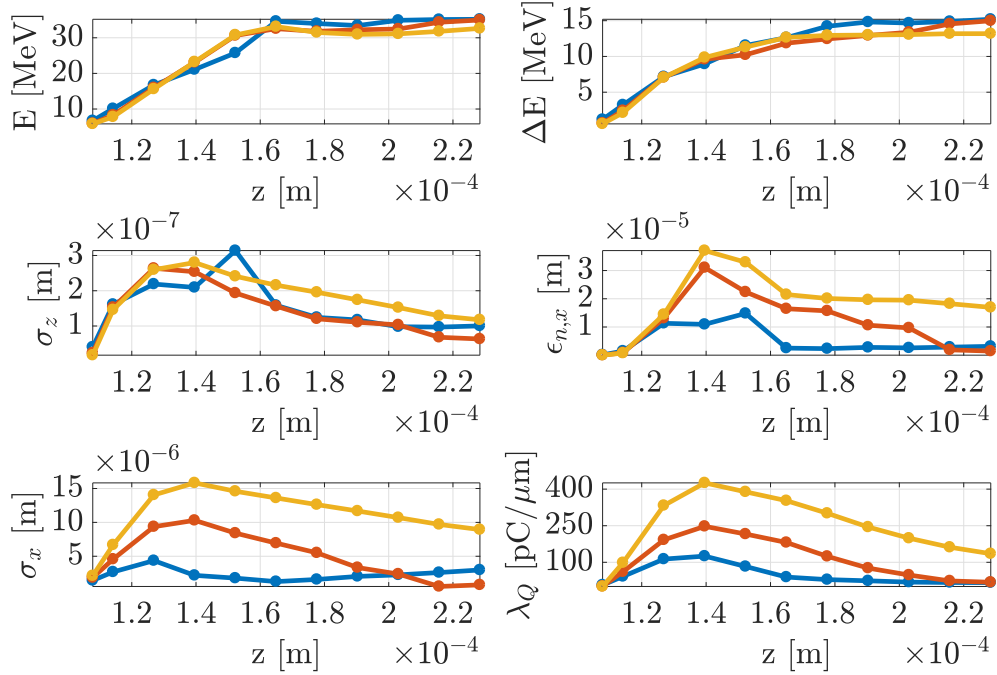 E [MeV]
30
20
10
1.2 1.4 1.6 1.8 2 2.2
z [m]
×10⁻⁴
ΔE [MeV]
15
10
5
1.2 1.4 1.6 1.8 2 2.2
z [m]
×10⁻⁴
×10⁻⁷
σ_z [m]
3
2
1
1.2 1.4 1.6 1.8 2 2.2
z [m]
×10⁻⁴
×10⁻⁵
ϵ_{n,x} [m]
3
2
1
1.2 1.4 1.6 1.8 2 2.2
z [m]
×10⁻⁴
×10⁻⁶
σ_x [m]
15
10
5
1.2 1.4 1.6 1.8 2 2.2
z [m]
×10⁻⁴
λ_Q [pC/μm]
400
250
100
1.2 1.4 1.6 1.8 2 2.2
z [m]
×10⁻⁴